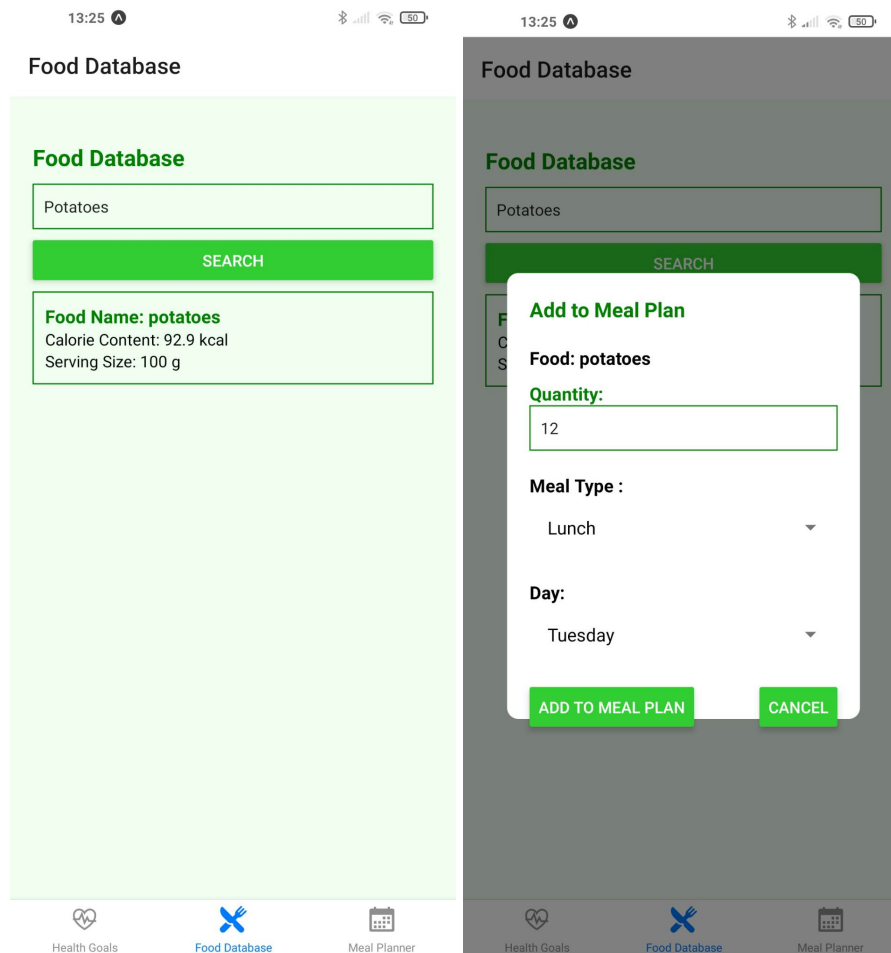 13:25
50
Food Database
Food Database
Potatoes
SEARCH
Food Name: potatoes
Calorie Content: 92.9 kcal
Serving Size: 100 g
Health Goals
Food Database
Meal Planner
13:25
50
Food Database
Food Database
Potatoes
SEARCH
F
C
S
Add to Meal Plan
Food: potatoes
Quantity:
12
Meal Type :
Lunch
Day:
Tuesday
ADD TO MEAL PLAN
CANCEL
Health Goals
Food Database
Meal Planner